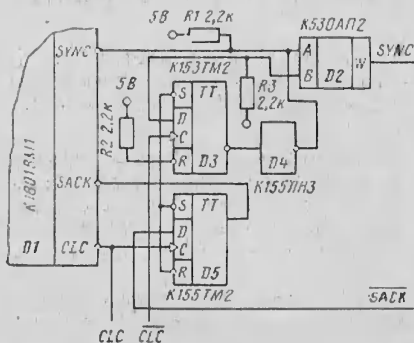 5В
R1 2,2к
К530АП2
SYNC
A
B
D2
W
SYNC
К153ТМ2
5В
R2 2,2к
S
TT
D
C
R
D3
R3
2,2к
D4
К155ЛН3
SACK
S
TT
D
C
R
D5
К155ТМ2
D1
CLC
SACK
CLC
CLC